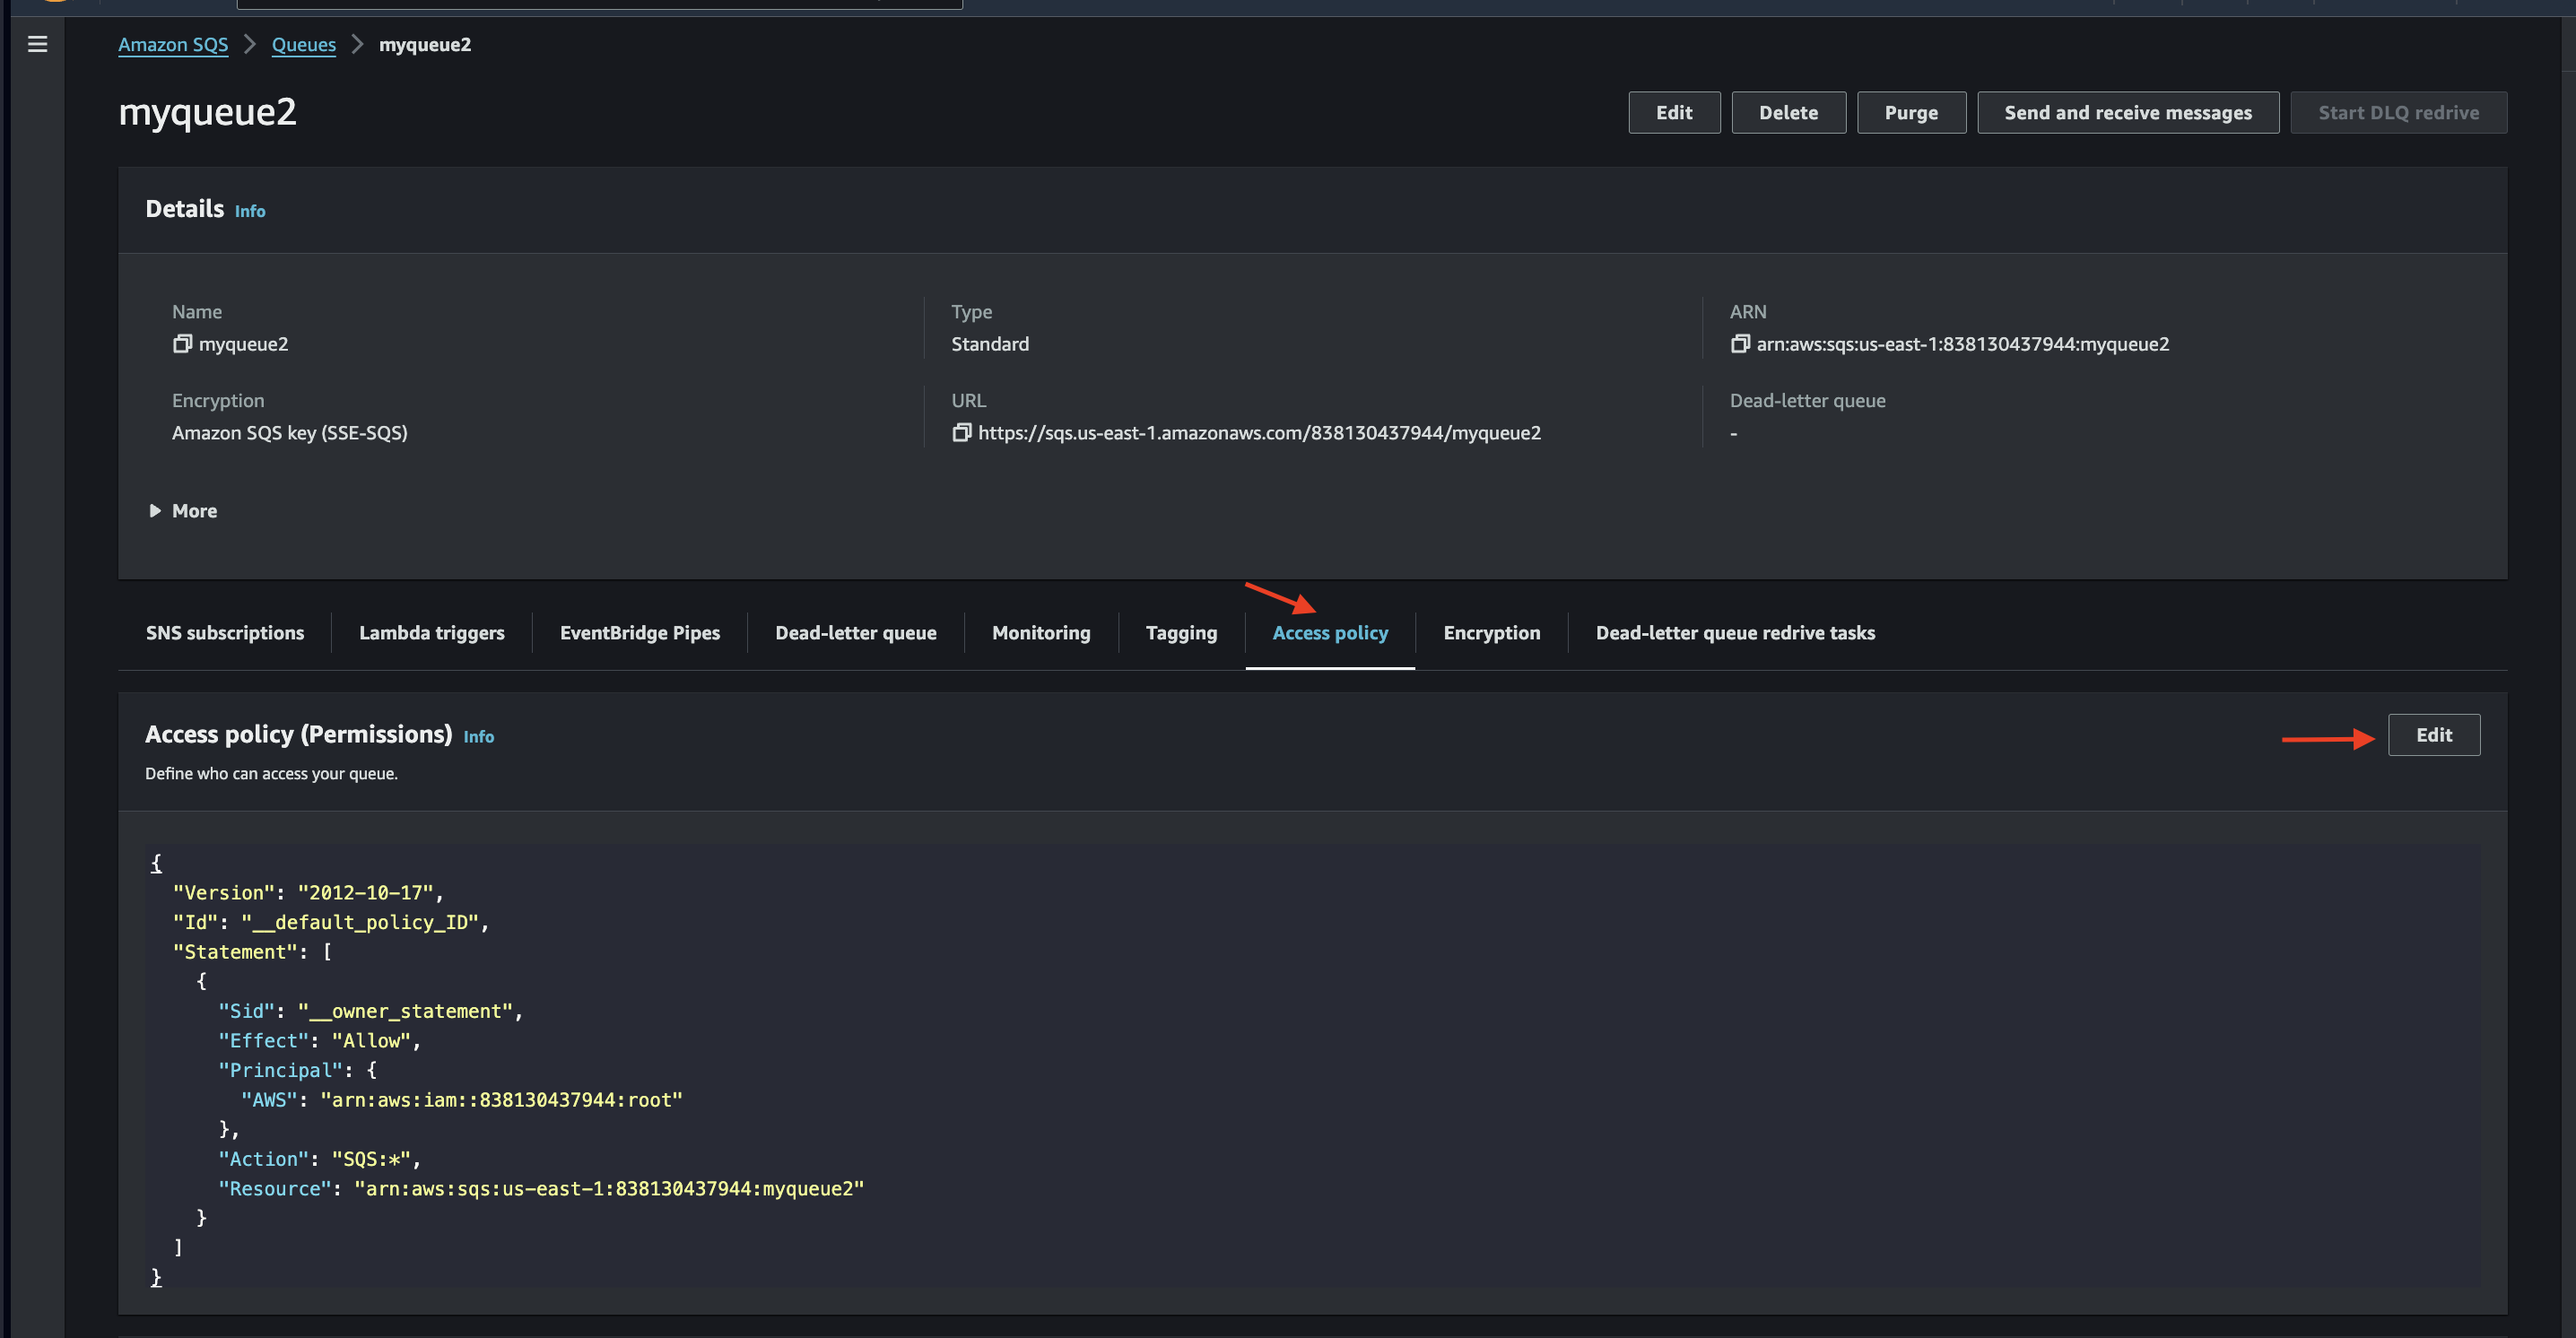 Amazon SQS > Queues > myqueue2
myqueue2
Edit Delete Purge Send and receive messages Start DLQ redrive
Details Info
Name Type ARN
myqueue2 Standard arn:aws:sqs:us-east-1:838130437944:myqueue2
Encryption URL Dead-letter queue
Amazon SQS key (SSE-SQS) https://sqs.us-east-1.amazonaws.com/838130437944/myqueue2 -
More
SNS subscriptions Lambda triggers EventBridge Pipes Dead-letter queue Monitoring Tagging Access policy Encryption Dead-letter queue redrive tasks
Access policy (Permissions) Info Edit
Define who can access your queue.
{
"Version": "2012-10-17",
"Id": "__default_policy_ID",
"Statement": [
{
"Sid": "__owner_statement",
"Effect": "Allow",
"Principal": {
"AWS": "arn:aws:iam::838130437944:root"
},
"Action": "SQS:*",
"Resource": "arn:aws:sqs:us-east-1:838130437944:myqueue2"
}
]
}